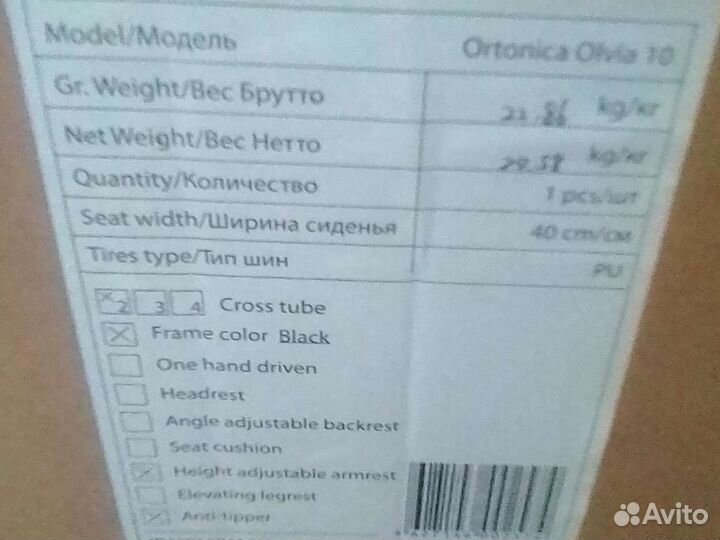 Model/Модель Ortonica Olvia 10
Gr. Weight/Вес Брутто kg/кг
Net Weight/Вес Нетто 29.58 kg/кг
Quantity/Количество 1 pcs/шт
Seat width/Ширина сиденья 40 cm/см
Tires type/Тип шин PU
2 3 4 Cross tube
Frame color Black
One hand driven
Headrest
Angle adjustable backrest
Seat cushion
Height adjustable armrest
Elevating legrest
Anti-tipper
Avito